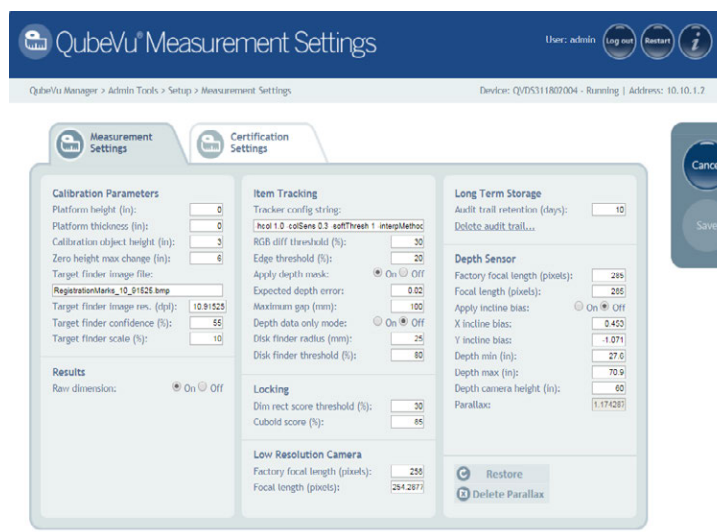 QubeVu® Measurement Settings
User: admin
Log out
Restart
i
QubeVu Manager > Admin Tools > Setup > Measurement Settings
Device: QVDS311802004 - Running | Address: 10.10.1.2
Measurement Settings
Certification Settings
Cance
Save
Calibration Parameters
Platform height (in): 0
Platform thickness (in): 0
Calibration object height (in): 3
Zero height max change (in): 6
Target finder image file:
RegistrationMarks_10_91525.bmp
Target finder image res. (dpi): 10.91525
Target finder confidence (%): 55
Target finder scale (%): 10
Results
Raw dimension: On Off
Item Tracking
Tracker config string:
hcol 1.0 colSens 0.3 softThresh 1 interpMethoc
RGB diff threshold (%): 30
Edge threshold (%): 20
Apply depth mask: On Off
Expected depth error: 0.02
Maximum gap (mm): 100
Depth data only mode: On Off
Disk finder radius (mm): 25
Disk finder threshold (%): 80
Locking
Dim rect score threshold (%): 30
Cuboid score (%): 85
Low Resolution Camera
Factory focal length (pixels): 255
Focal length (pixels): 254.2877
Long Term Storage
Audit trail retention (days): 10
Delete audit trail...
Depth Sensor
Factory focal length (pixels): 285
Focal length (pixels): 285
Apply incline bias: On Off
X incline bias: 0.453
Y incline bias: -1.071
Depth min (in): 27.6
Depth max (in): 70.9
Depth camera height (in): 60
Parallax: 1.174287
Restore
Delete Parallax